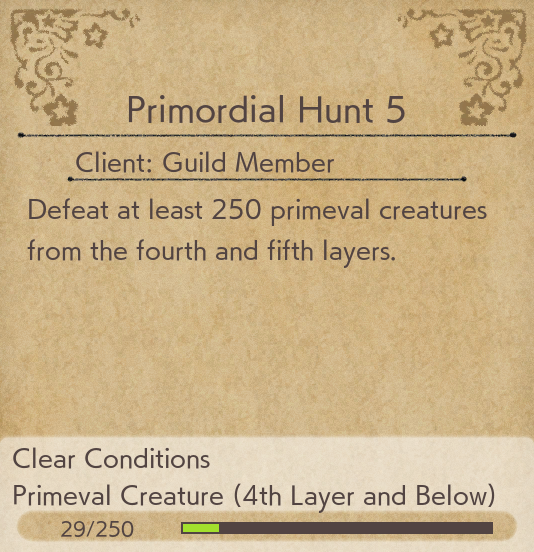 Primordial Hunt 5
Client: Guild Member
Defeat at least 250 primeval creatures
from the fourth and fifth layers.
Clear Conditions
Primeval Creature (4th Layer and Below)
29/250